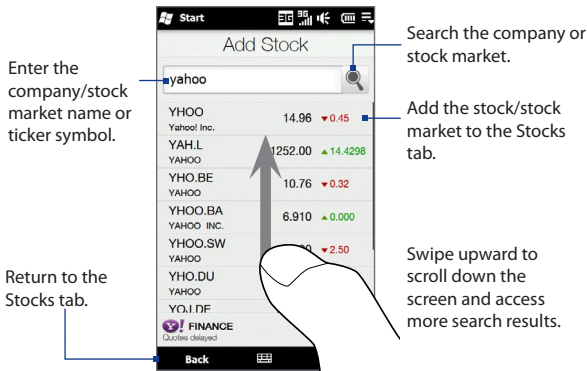 Start
Add Stock
yahoo
YHOO 14.96 ▼0.45
Yahoo! Inc.
YAH.L 1252.00 ▲14.4298
YAHOO
YHO.BE 10.76 ▼0.32
YAHOO
YHOO.BA 6.910 ▲0.000
YAHOO INC.
YHOO.SW ▼2.50
YAHOO
YHO.DU
YAHOO
YOJ.DE
Y! FINANCE
Quotes delayed
Back
Enter the
company/stock
market name or
ticker symbol.
Return to the
Stocks tab.
Search the company or
stock market.
Add the stock/stock
market to the Stocks
tab.
Swipe upward to
scroll down the
screen and access
more search results.